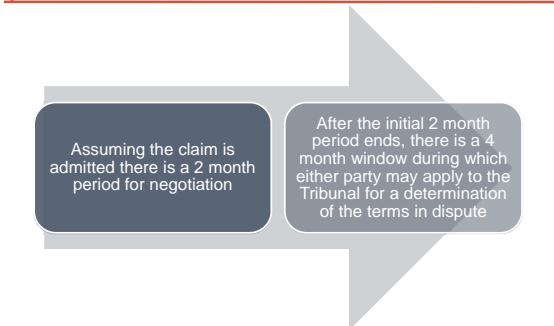 Assuming the claim is
admitted there is a 2 month
period for negotiation
After the initial 2 month
period ends, there is a 4
month window during which
either party may apply to the
Tribunal for a determination
of the terms in dispute